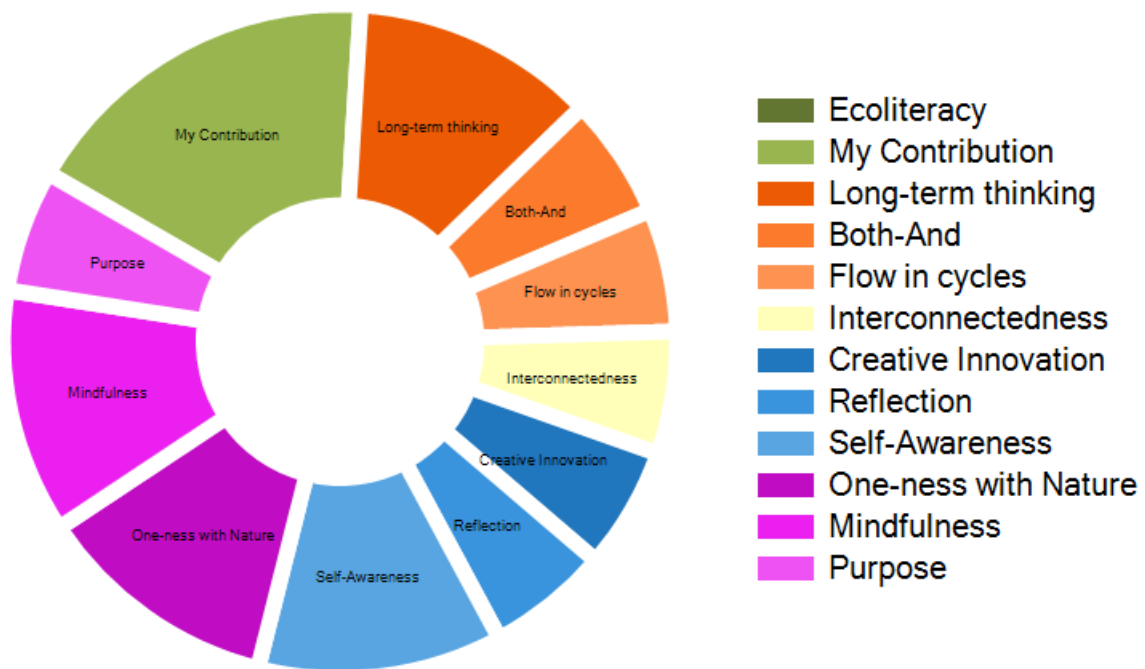 My Contribution
Long-term thinking
Both-And
Flow in cycles
Interconnectedness
Creative Innovation
Reflection
Self-Awareness
One-ness with Nature
Mindfulness
Purpose
Ecoliteracy
My Contribution
Long-term thinking
Both-And
Flow in cycles
Interconnectedness
Creative Innovation
Reflection
Self-Awareness
One-ness with Nature
Mindfulness
Purpose